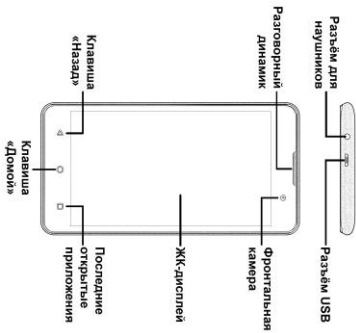 Разъём для
наушников
Разъём USB
Разговорный
динамик
Фронтальная
камера
ЖК-дисплей
Клавиша
«Назад»
Клавиша
«Домой»
Последние
открытые
приложения